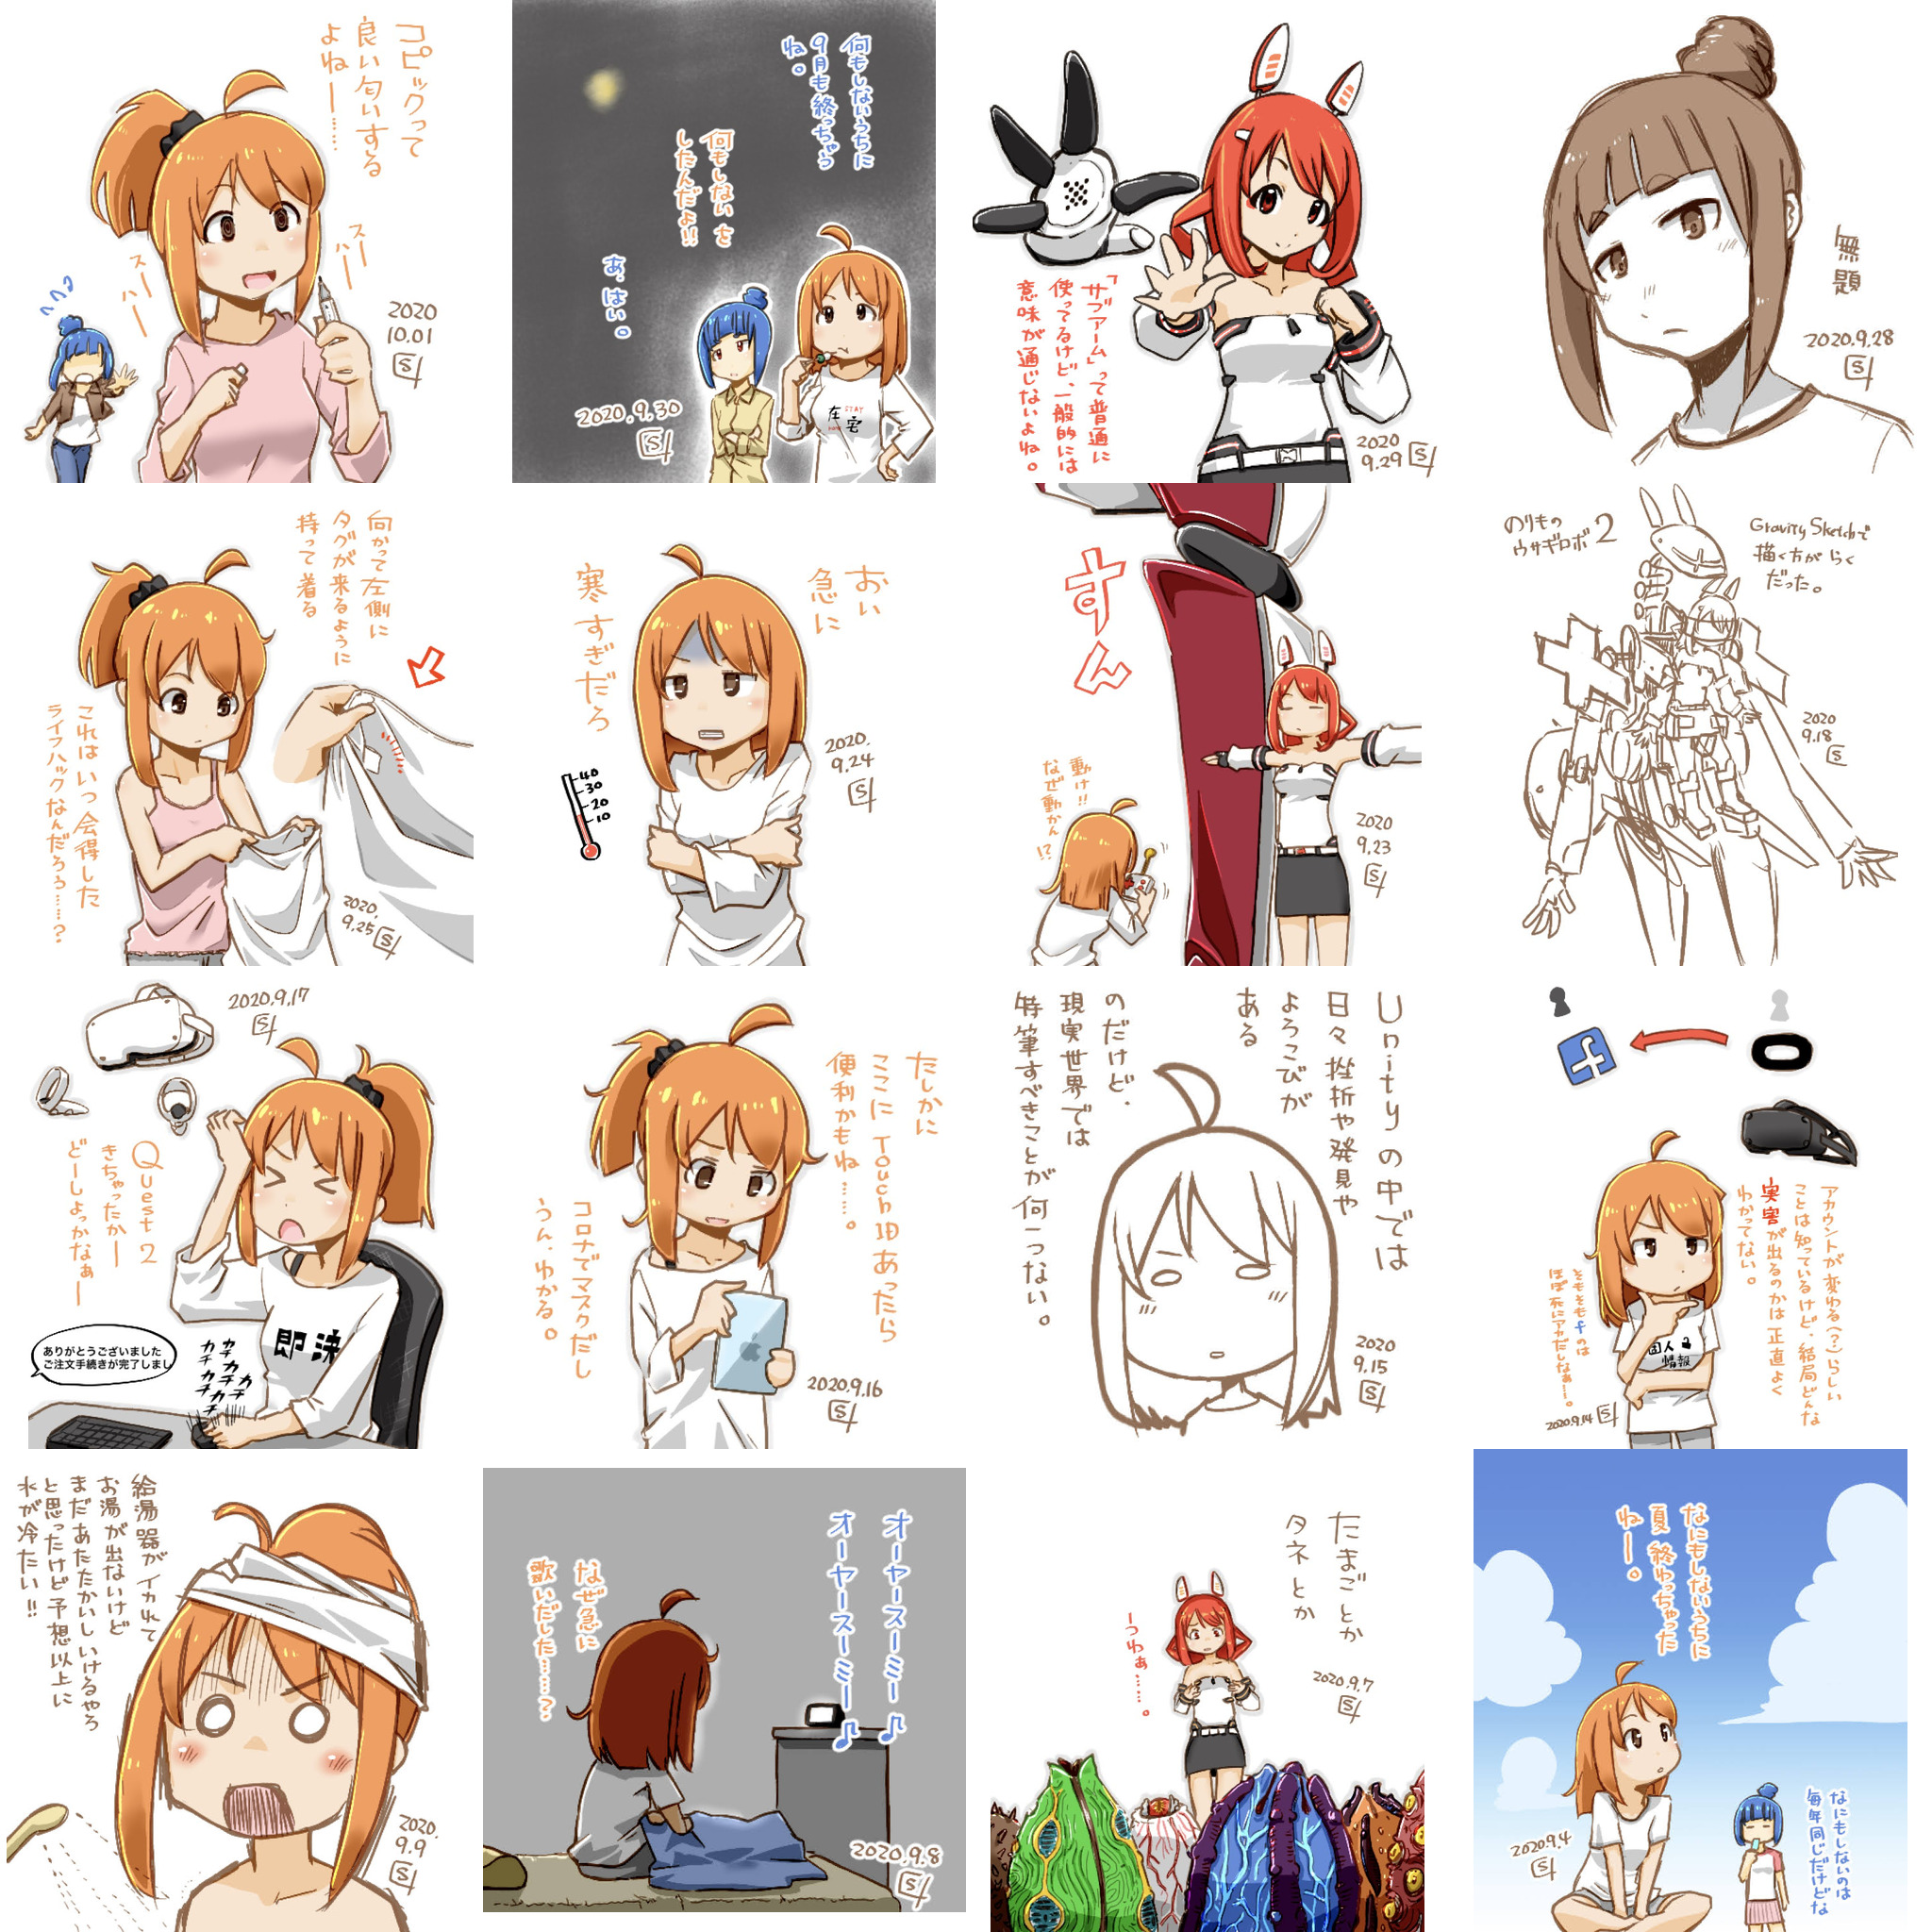 コピックって
良い匂いする
よねー……
スー
ハー
スー
ハー
2020
10.01
何もしないうちに
9月も終っちゃう
ね。
何もしないを
したんだよ!!
あ、はい。
在宅
STAY
HOME
2020.9.30
「サブアーム」って普通に
使ってるけど、一般的には
意味が通じないよね。
2020
9.29
無題
2020.9.28
向かって左側に
タグが来るように
持って着る
これはいつ会得した
ライフハックなんだろう……?
2020.
9.25
おい
急に
寒すぎだろ
40
30
20
10
2020.
9.24
すん
動け!!
なぜ動かん!?
2020
9.23
のりもの
ウサギロボ2
Gravity Sketchで
描く方がらく
だった。
2020
9.18
2020.9.17
Quest 2
きちゃったかー
どーしよっかなぁー
即決
ありがとうございました
ご注文手続きが完了しまし
カチカチ
カチカチ
カチカチ
たしかに
ここに Touch ID あったら
便利かもね……。
コロナでマスクだし
うん、わかる。
2020.9.16
Unityの中では
日々挫折や発見や
よろこびが
ある
のだけど、
現実世界では
特筆すべきことが何一つない。
2020
9.15
f
アカウントが変わる(?)らしい
ことは知っているけど、結局どんな
実害が出るのかは正直よく
わかってない。
そもそもfのは
ほぼ死にアカだしなぁ…。
個人
情報
2020.9.14
給湯器がイカれて
お湯が出ないけど
まだあたたかいしいけるやろ
と思ったけど予想以上に
水が冷たい!!
2020.
9.9
オーヤースーミー♪
オーヤースーミー♪
なぜ急に
歌いだした……?
2020.9.8
たまごとか
タネとか
うわぁ……。
2020.9.7
なにもしないうちに
夏終わっちゃった
ねー。
なにもしないのは
毎年同じだけどな
2020.9.4